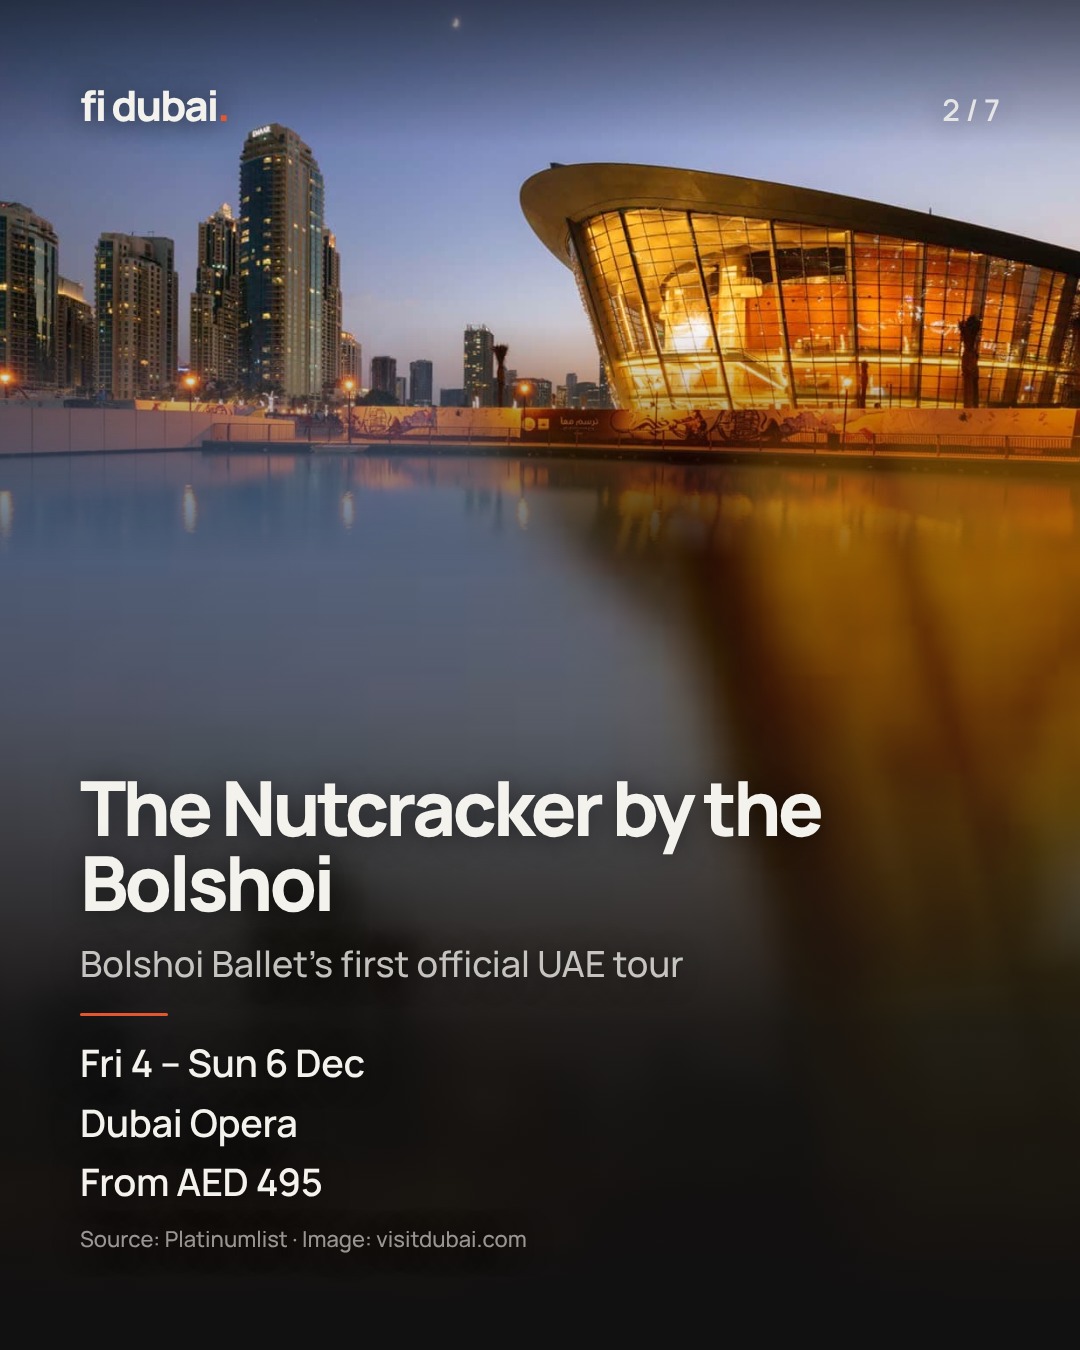 fi dubai.
2 / 7
EMAAR
The Nutcracker by the
Bolshoi
Bolshoi Ballet’s first official UAE tour
Fri 4 – Sun 6 Dec
Dubai Opera
From AED 495
Source: Platinumlist · Image: visitdubai.com